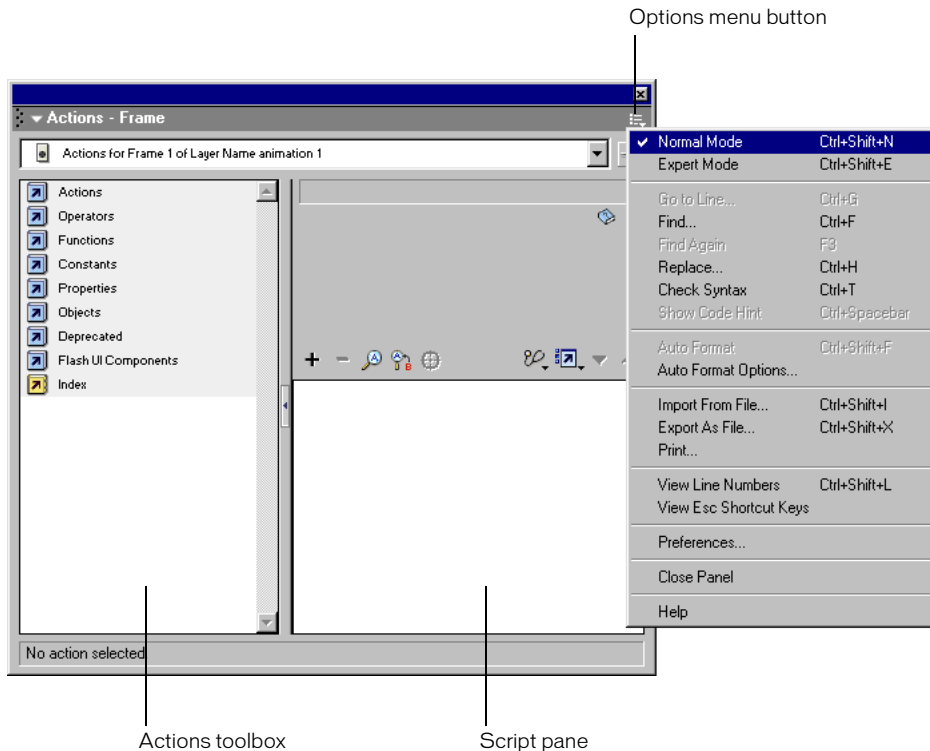 Options menu button
Actions - Frame
Actions for Frame 1 of Layer Name animation 1
Actions
Operators
Functions
Constants
Properties
Objects
Deprecated
Flash UI Components
Index
Normal Mode Ctrl+Shift+N
Expert Mode Ctrl+Shift+E
Go to Line... Ctrl+G
Find... Ctrl+F
Find Again F3
Replace... Ctrl+H
Check Syntax Ctrl+T
Show Code Hint Ctrl+Spacebar
Auto Format Ctrl+Shift+F
Auto Format Options...
Import From File... Ctrl+Shift+I
Export As File... Ctrl+Shift+X
Print...
View Line Numbers Ctrl+Shift+L
View Esc Shortcut Keys
Preferences...
Close Panel
Help
No action selected
Actions toolbox
Script pane